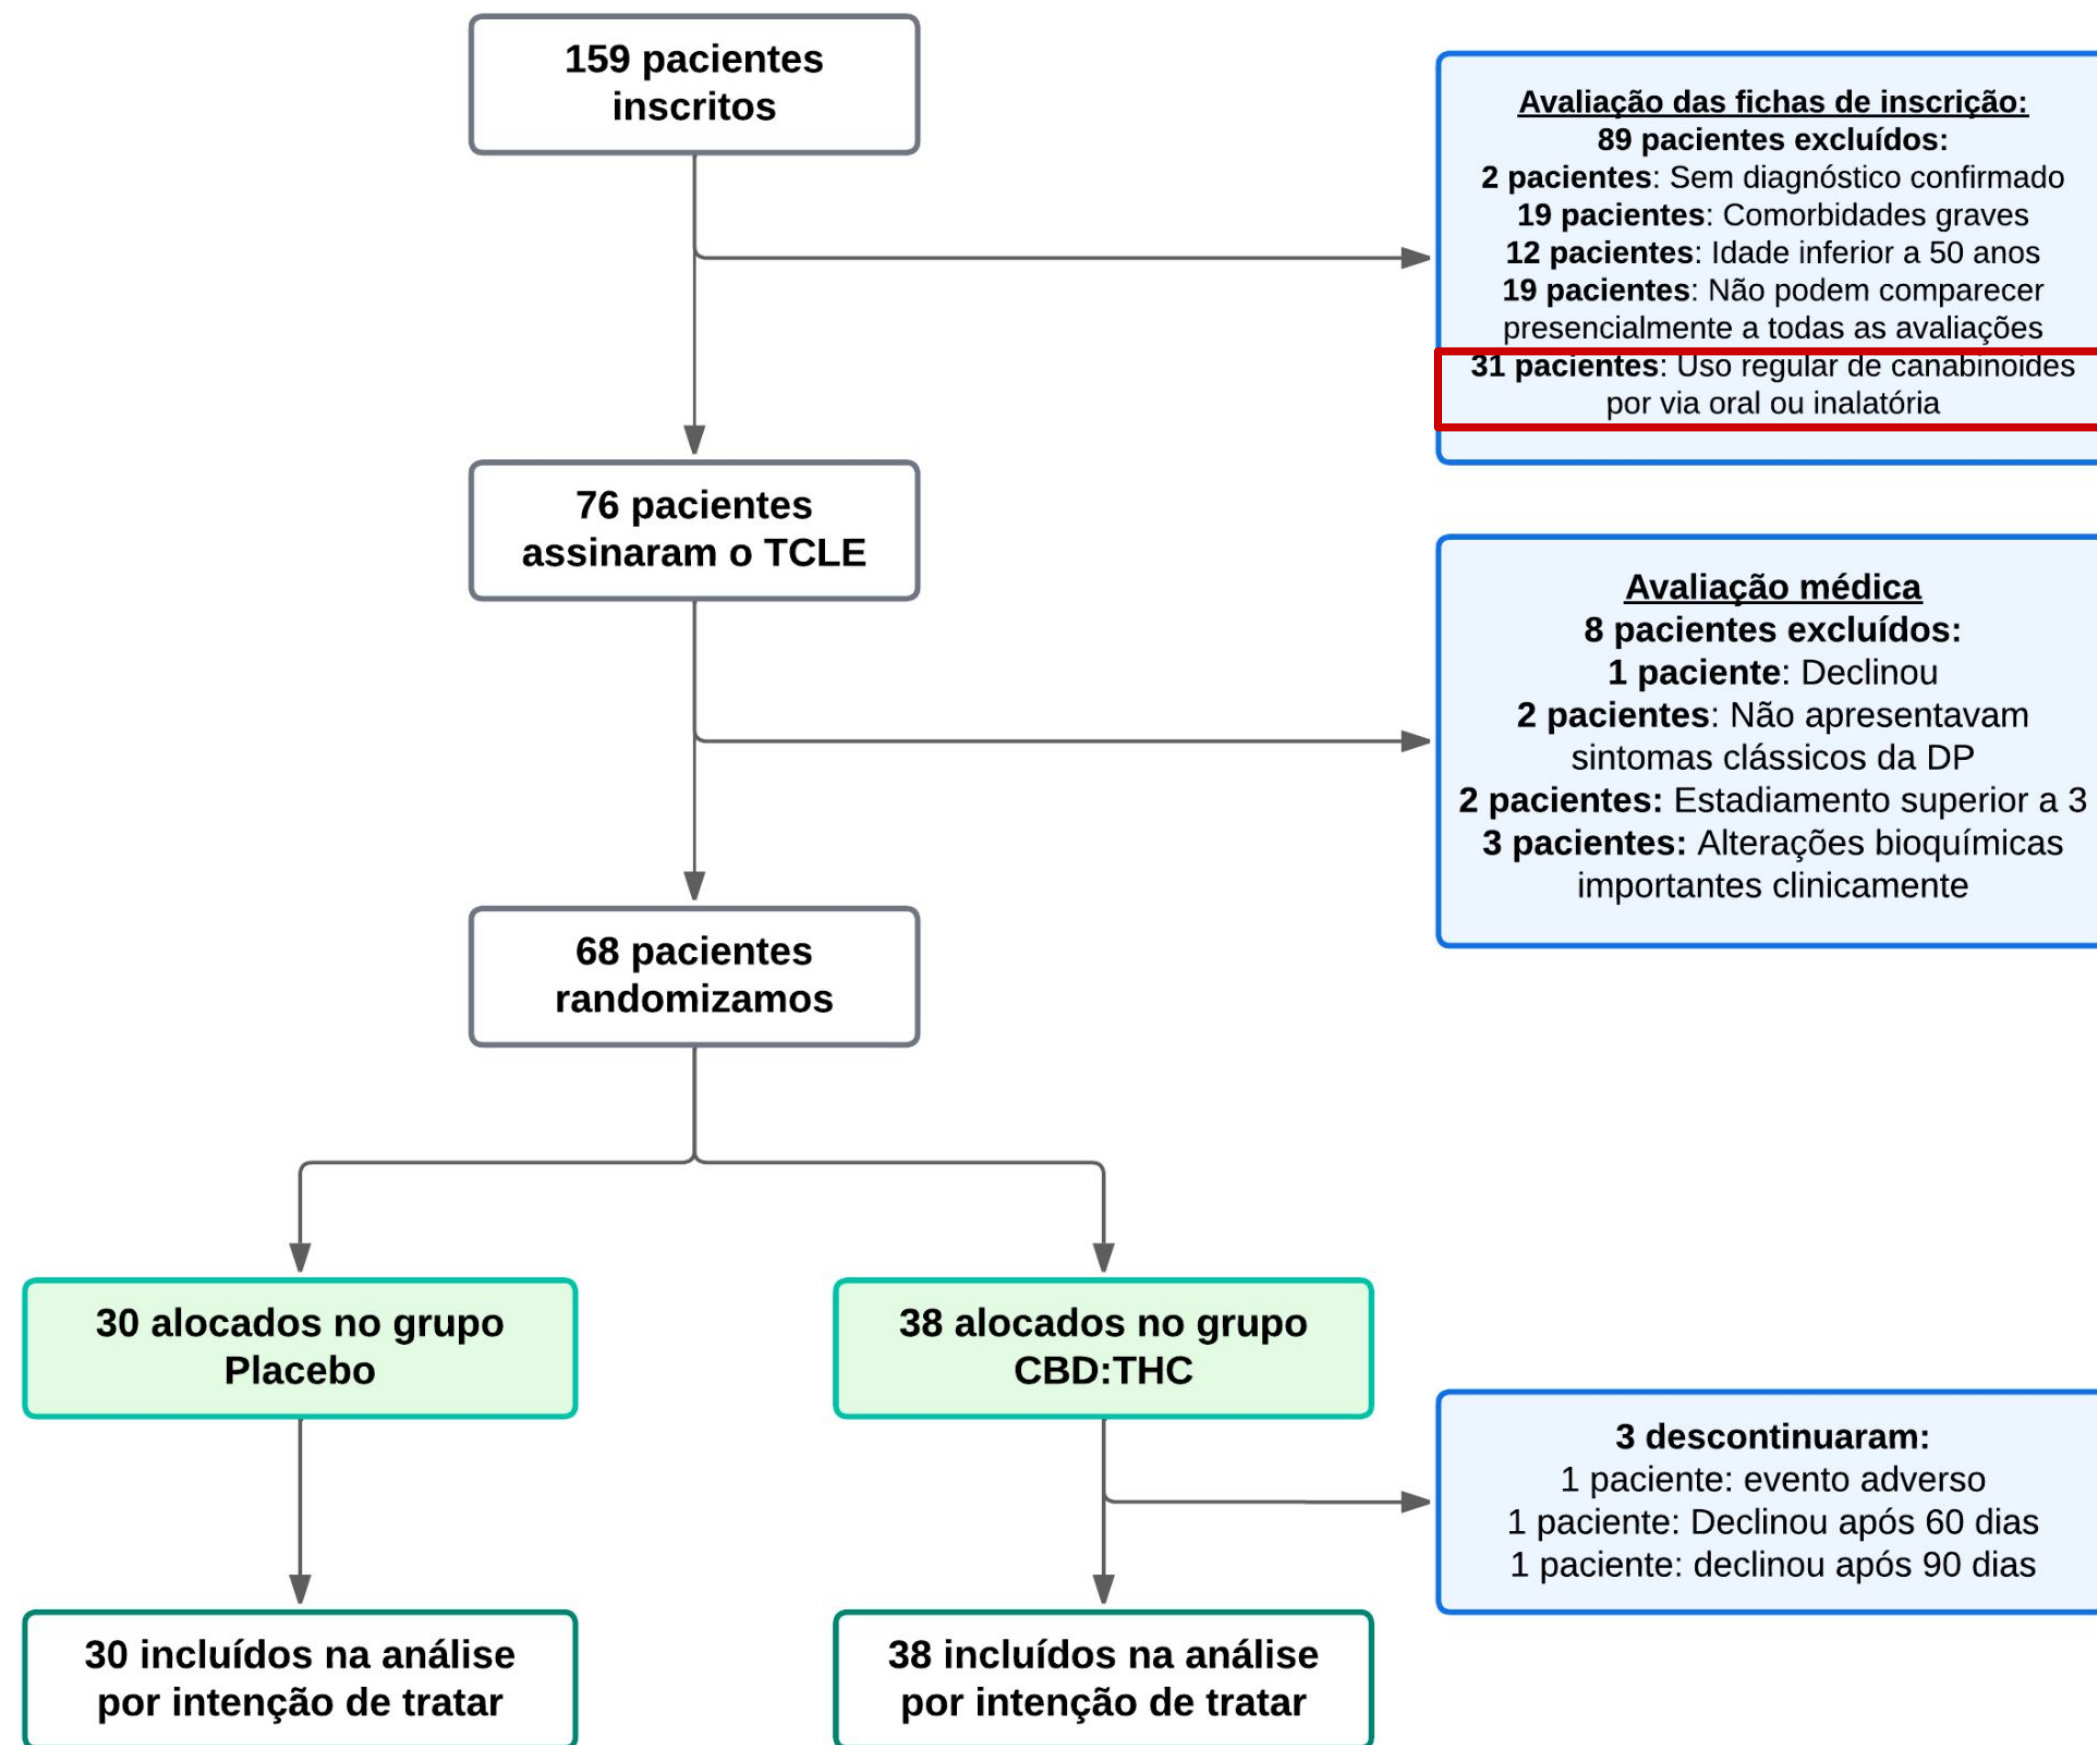 159 pacientes
inscritos
Avaliação das fichas de inscrição:
89 pacientes excluídos:
2 pacientes: Sem diagnóstico confirmado
19 pacientes: Comorbidades graves
12 pacientes: Idade inferior a 50 anos
19 pacientes: Não podem comparecer
presencialmente a todas as avaliações
31 pacientes: Uso regular de canabinoides
por via oral ou inalatória
76 pacientes
assinaram o TCLE
Avaliação médica
8 pacientes excluídos:
1 paciente: Declinou
2 pacientes: Não apresentavam
sintomas clássicos da DP
2 pacientes: Estadiamento superior a 3
3 pacientes: Alterações bioquímicas
importantes clinicamente
68 pacientes
randomizamos
30 alocados no grupo
Placebo
38 alocados no grupo
CBD:THC
3 descontinuaram:
1 paciente: evento adverso
1 paciente: Declinou após 60 dias
1 paciente: declinou após 90 dias
30 incluídos na análise
por intenção de tratar
38 incluídos na análise
por intenção de tratar